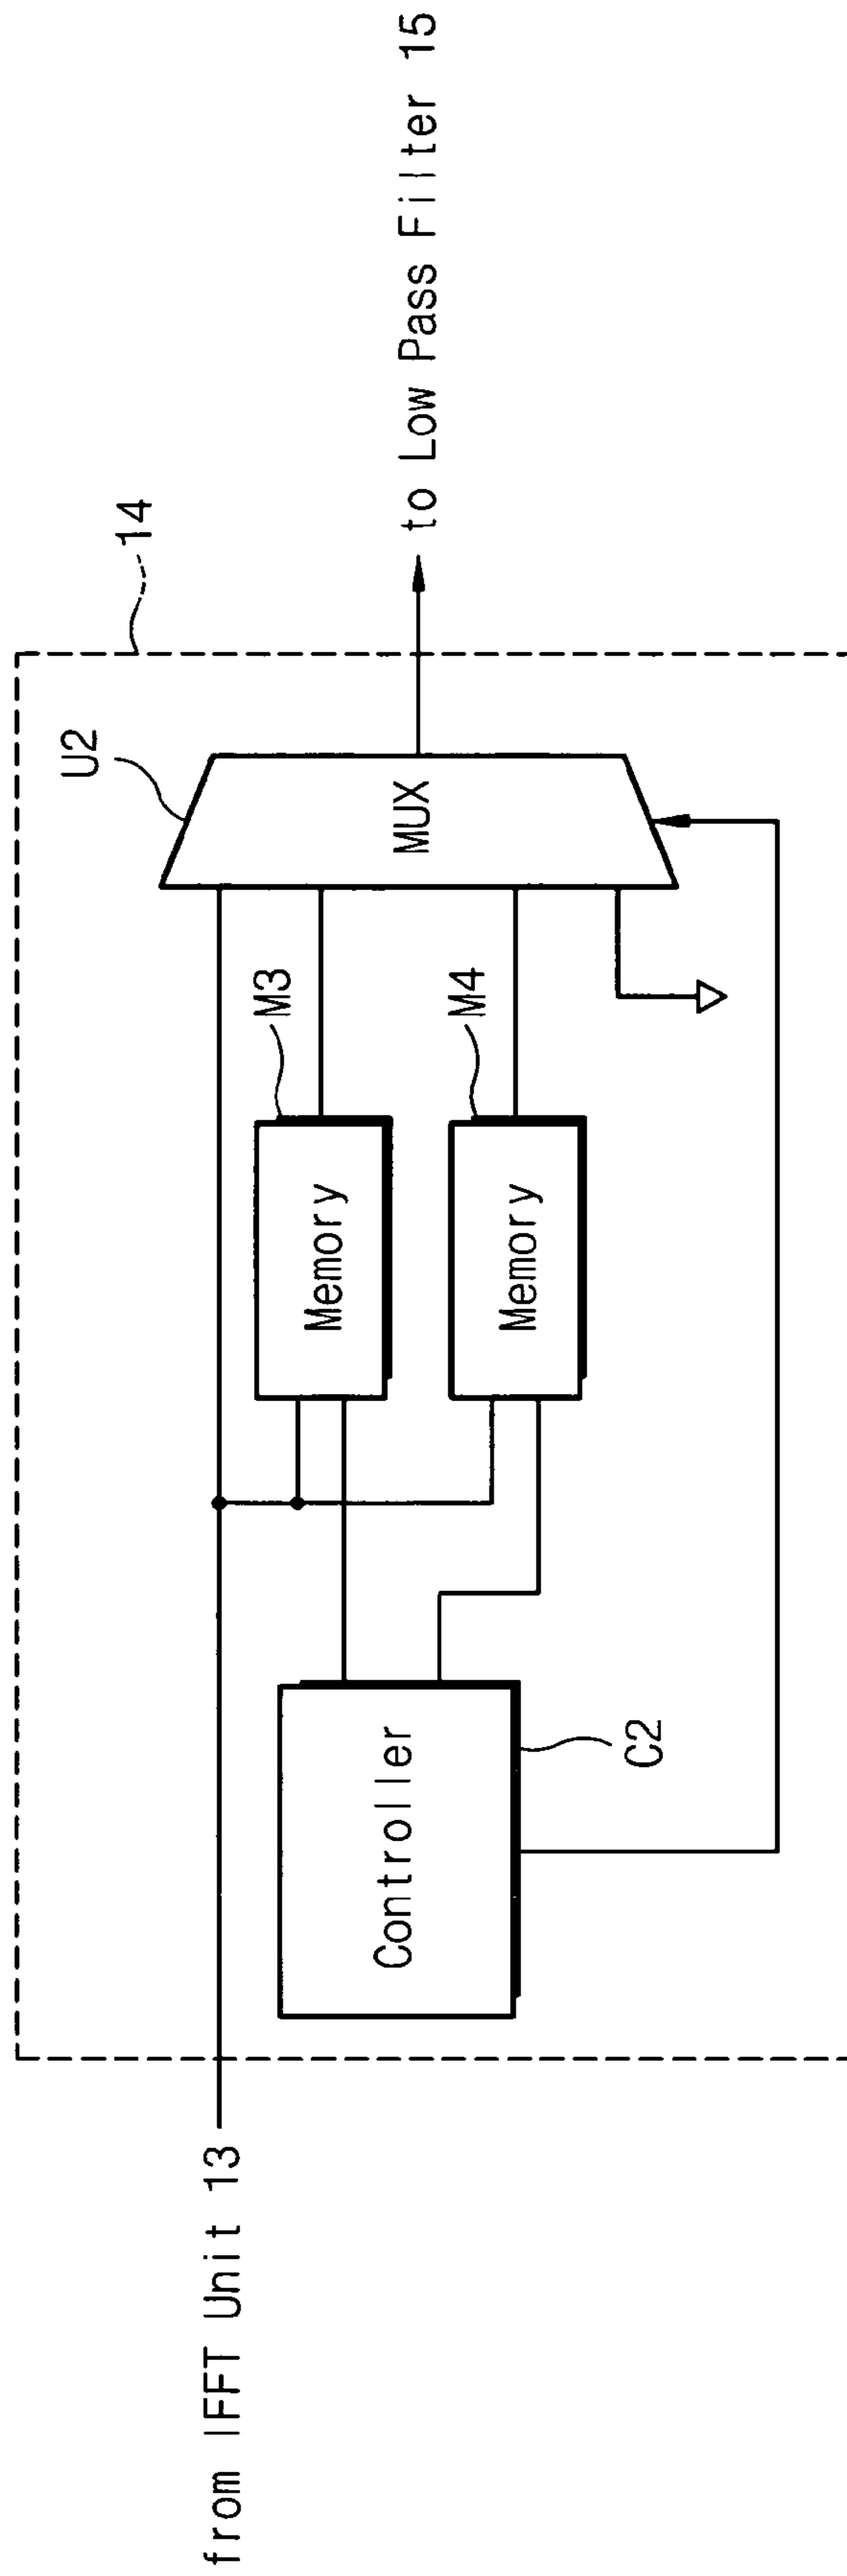 from IFFT Unit 13
Controller
C2
Memory
M3
Memory
M4
U2
MUX
14
to Low Pass Filter 15